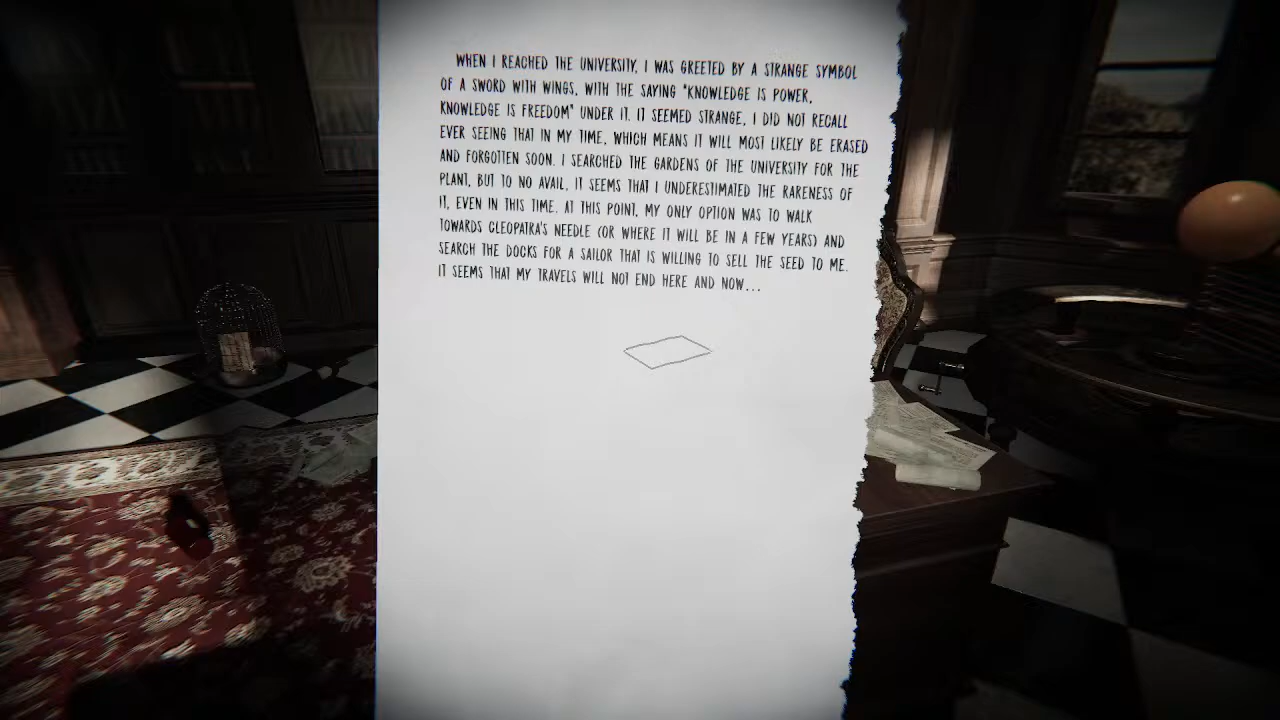 WHEN I REACHED THE UNIVERSITY, I WAS GREETED BY A STRANGE SYMBOL
OF A SWORD WITH WINGS, WITH THE SAYING "KNOWLEDGE IS POWER,
KNOWLEDGE IS FREEDOM" UNDER IT. IT SEEMED STRANGE, I DID NOT RECALL
EVER SEEING THAT IN MY TIME, WHICH MEANS IT WILL MOST LIKELY BE ERASED
AND FORGOTTEN SOON. I SEARCHED THE GARDENS OF THE UNIVERSITY FOR THE
PLANT, BUT TO NO AVAIL, IT SEEMS THAT I UNDERESTIMATED THE RARENESS OF
IT, EVEN IN THIS TIME. AT THIS POINT, MY ONLY OPTION WAS TO WALK
TOWARDS CLEOPATRA'S NEEDLE (OR WHERE IT WILL BE IN A FEW YEARS) AND
SEARCH THE DOCKS FOR A SAILOR THAT IS WILLING TO SELL THE SEED TO ME.
IT SEEMS THAT MY TRAVELS WILL NOT END HERE AND NOW...